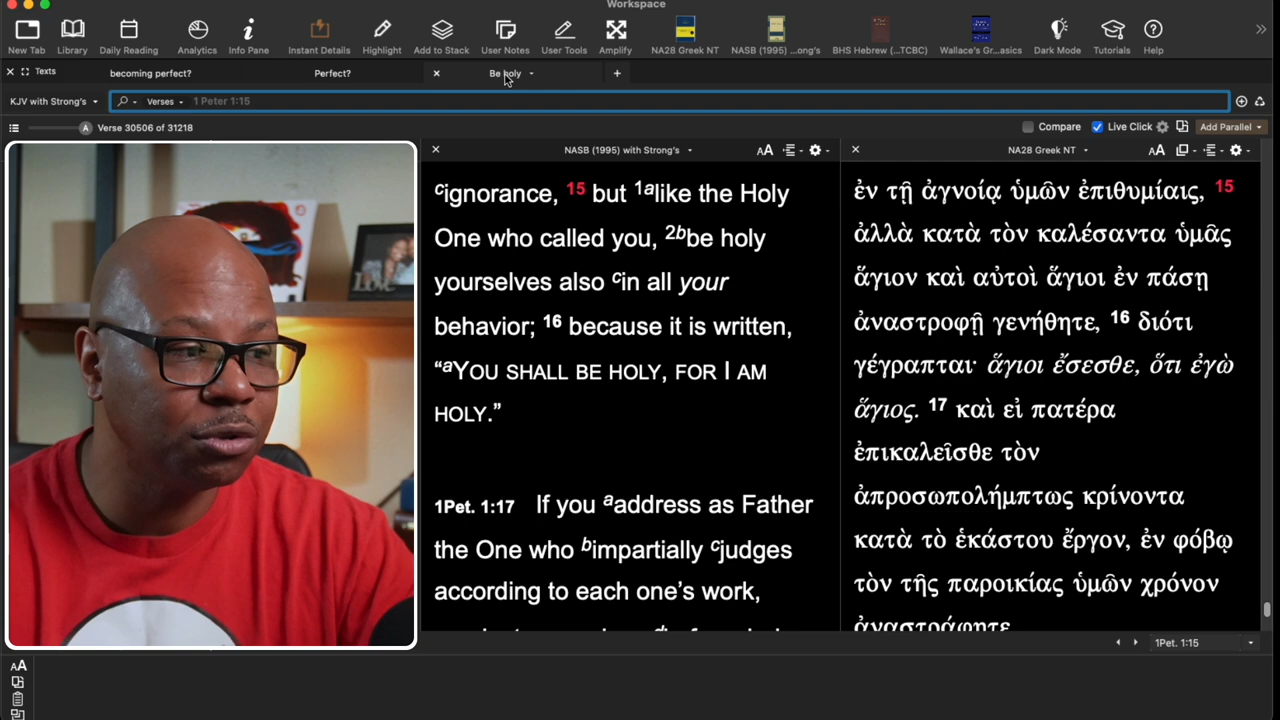 Workspace
New Tab
Library
Daily Reading
Analytics
Info Pane
Instant Details
Highlight
Add to Stack
User Notes
User Tools
Amplify
NA28 Greek NT
NASB (1995) ...ong's
BHS Hebrew (...TCBC)
Wallace's Gr...asics
Dark Mode
Tutorials
Help
Texts
becoming perfect?
Perfect?
Be holy
KJV with Strong's
Verses
1 Peter 1:15
A
Verse 30506 of 31218
Compare
Live Click
Add Parallel
NASB (1995) with Strong's
cignorance, 15 but 1alike the Holy
One who called you, 2bbe holy
yourselves also cin all your
behavior; 16 because it is written,
“aYOU SHALL BE HOLY, FOR I AM
HOLY.”
1Pet. 1:17 If you aaddress as Father
the One who bimpartially cjudges
according to each one’s work,
NA28 Greek NT
ἐν τῇ ἀγνοίᾳ ὑμῶν ἐπιθυμίαις, 15
ἀλλὰ κατὰ τὸν καλέσαντα ὑμᾶς
ἅγιον καὶ αὐτοὶ ἅγιοι ἐν πάσῃ
ἀναστροφῇ γενήθητε, 16 διότι
γέγραπται· ἅγιοι ἔσεσθε, ὅτι ἐγὼ
ἅγιος. 17 καὶ εἰ πατέρα
ἐπικαλεῖσθε τὸν
ἀπροσωπολήμπτως κρίνοντα
κατὰ τὸ ἑκάστου ἔργον, ἐν φόβῳ
τὸν τῆς παροικίας ὑμῶν χρόνον
ἀναστράφητε
1Pet. 1:15
AA
LOVE